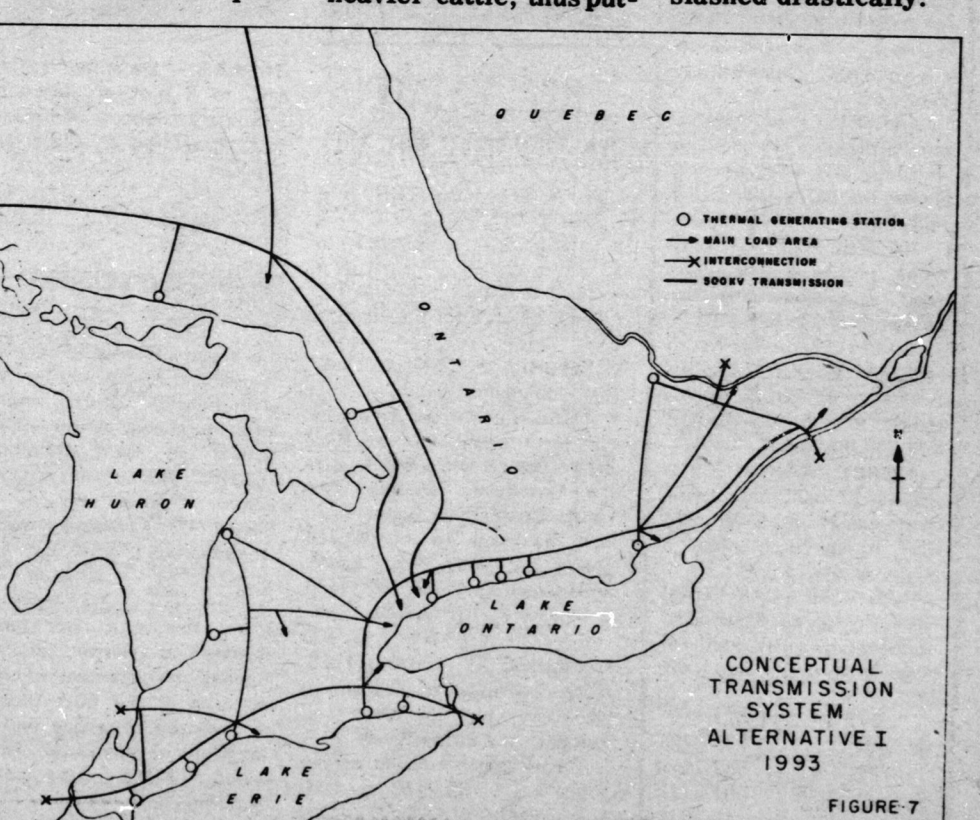 heavier cattle, thus put-
slashed drastically.
QUEBEC
THERMAL GENERATING STATION
MAIN LOAD AREA
INTERCONNECTION
500KV TRANSMISSION
ONTARIO
N
LAKE
HURON
LAKE
ONTARIO
CONCEPTUAL
TRANSMISSION
SYSTEM
ALTERNATIVE I
1993
LAKE
ERIE
FIGURE 7